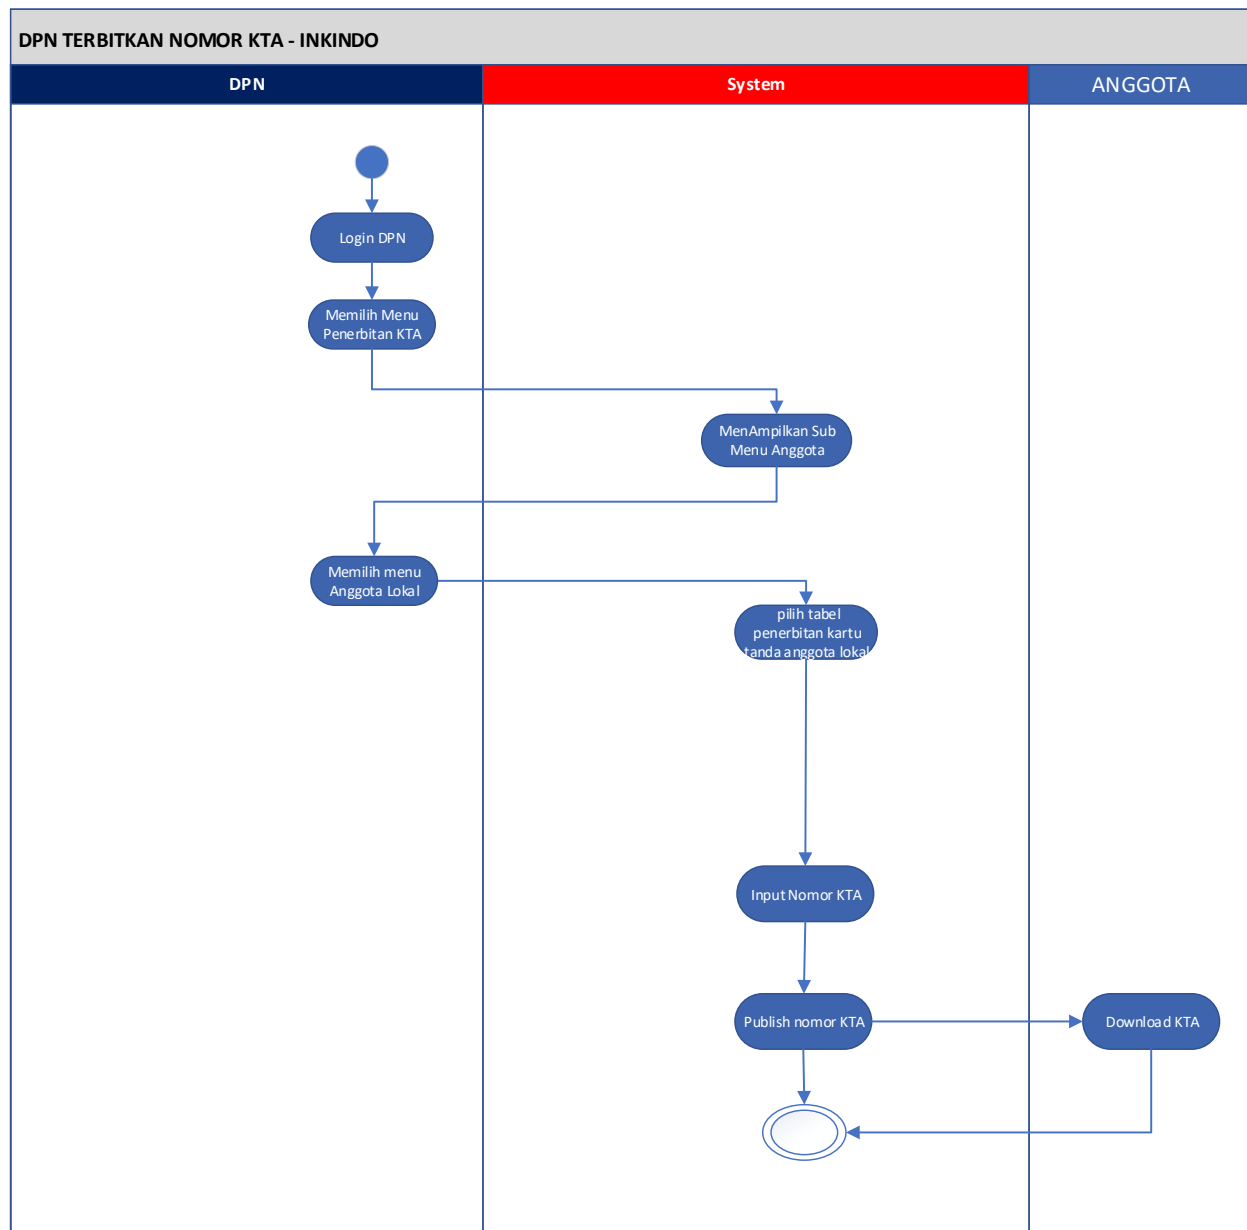 DPN TERBITKAN NOMOR KTA - INKINDO
DPN
System
ANGGOTA
Login DPN
Memilih Menu
Penerbitan KTA
MenAmpilkan Sub
Menu Anggota
Memilih menu
Anggota Lokal
pilih tabel
penerbitan kartu
tanda anggota lokal
Input Nomor KTA
Publish nomor KTA
Download KTA